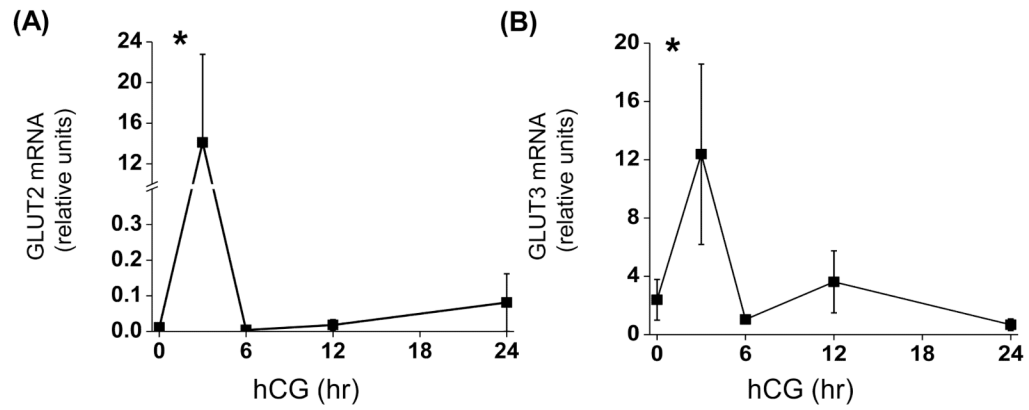 (A)
*
24
20
16
12
0.3
0.2
0.1
0.0
GLUT2 mRNA
(relative units)
0 6 12 18 24
hCG (hr)
(B)
*
20
16
12
8
4
0
GLUT3 mRNA
(relative units)
0 6 12 18 24
hCG (hr)